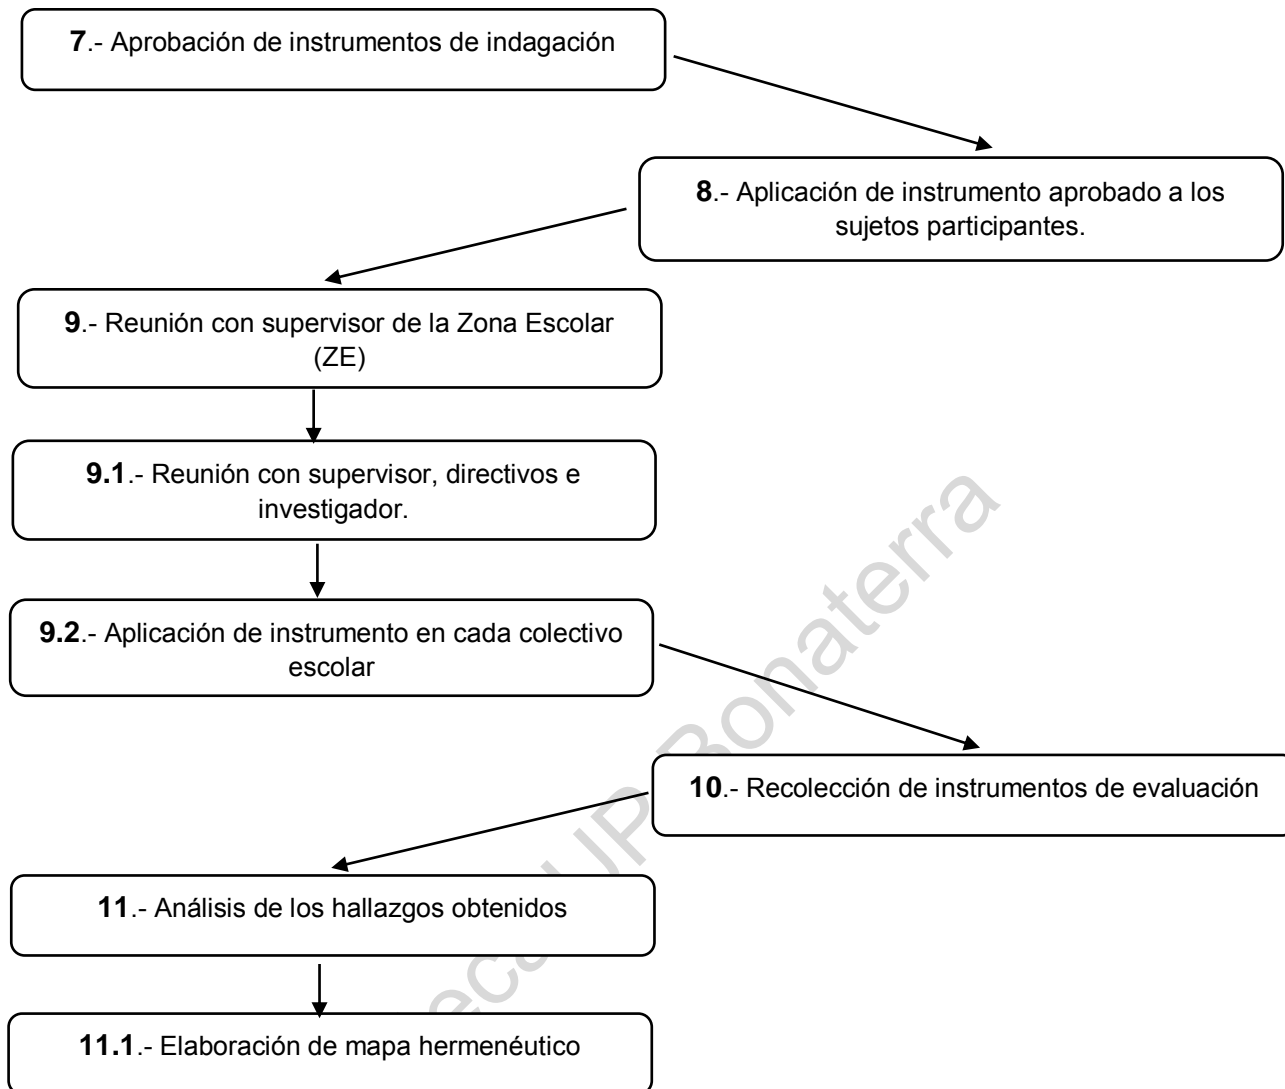 7.- Aprobación de instrumentos de indagación
8.- Aplicación de instrumento aprobado a los
sujetos participantes.
9.- Reunión con supervisor de la Zona Escolar
(ZE)
9.1.- Reunión con supervisor, directivos e
investigador.
9.2.- Aplicación de instrumento en cada colectivo
escolar
10.- Recolección de instrumentos de evaluación
11.- Análisis de los hallazgos obtenidos
11.1.- Elaboración de mapa hermenéutico
UP Bonaterra